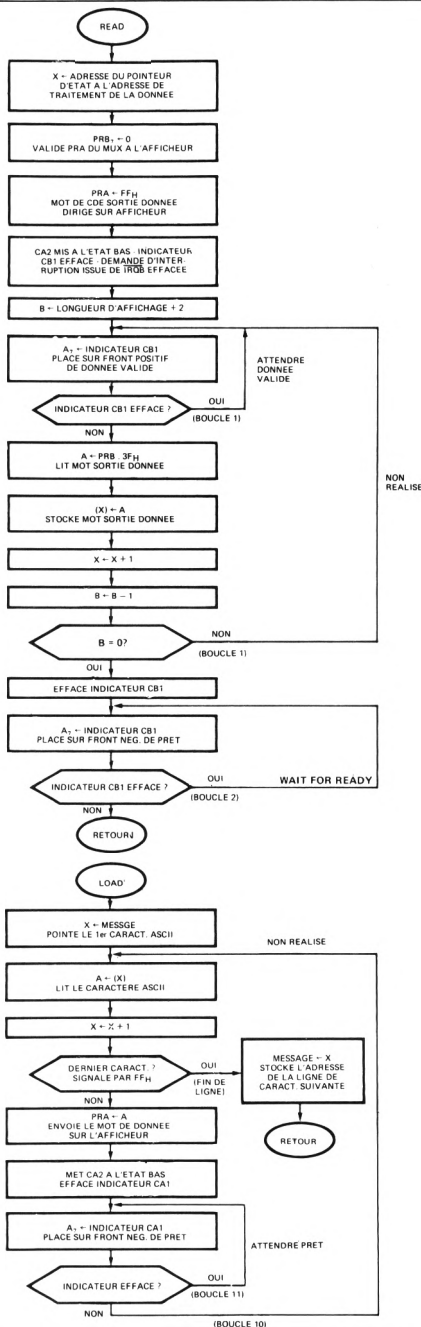 READ
X ← ADRESSE DU POINTEUR
D'ETAT A L'ADRESSE DE
TRAITEMENT DE LA DONNEE
PRB₇ ← 0
VALIDE PRA DU MUX A L'AFFICHEUR
PRA ← FFH
MOT DE CDE SORTIE DONNEE
DIRIGE SUR AFFICHEUR
CA2 MIS A L'ETAT BAS - INDICATEUR
CB1 EFFACE - DEMANDE D'INTER-
RUPTION ISSUE DE IRQB EFFACEE
B ← LONGUEUR D'AFFICHAGE + 2
A₇ ← INDICATEUR CB1
PLACE SUR FRONT POSITIF
DE DONNEE VALIDE
ATTENDRE
DONNEE
VALIDE
INDICATEUR CB1 EFFACE ?
OUI
(BOUCLE 1)
NON
A ← PRB . 3FH
LIT MOT SORTIE DONNEE
NON
REALISE
(X) ← A
STOCKE MOT SORTIE DONNEE
X ← X + 1
B ← B − 1
B = 0?
NON
(BOUCLE 1)
OUI
EFFACE INDICATEUR CB1
A₇ ← INDICATEUR CB1
PLACE SUR FRONT NEG. DE PRET
INDICATEUR CB1 EFFACE ?
OUI
(BOUCLE 2)
WAIT FOR READY
NON
RETOUR
LOAD
X ← MESSGE
POINTE LE 1er CARACT. ASCII
NON REALISE
A ← (X)
LIT LE CARACTERE ASCII
X ← X + 1
DERNIER CARACT. ?
SIGNALE PAR FFH
OUI
(FIN DE
LIGNE)
MESSAGE ← X
STOCKE L'ADRESSE
DE LA LIGNE DE
CARACT. SUIVANTE
NON
RETOUR
PRA ← A
ENVOIE LE MOT DE DONNEE
SUR L'AFFICHEUR
MET CA2 A L'ETAT BAS
EFFACE INDICATEUR CA1
A₇ ← INDICATEUR CA1
PLACE SUR FRONT NEG. DE PRET
ATTENDRE PRET
INDICATEUR EFFACE ?
OUI
(BOUCLE 11)
NON
(BOUCLE 10)